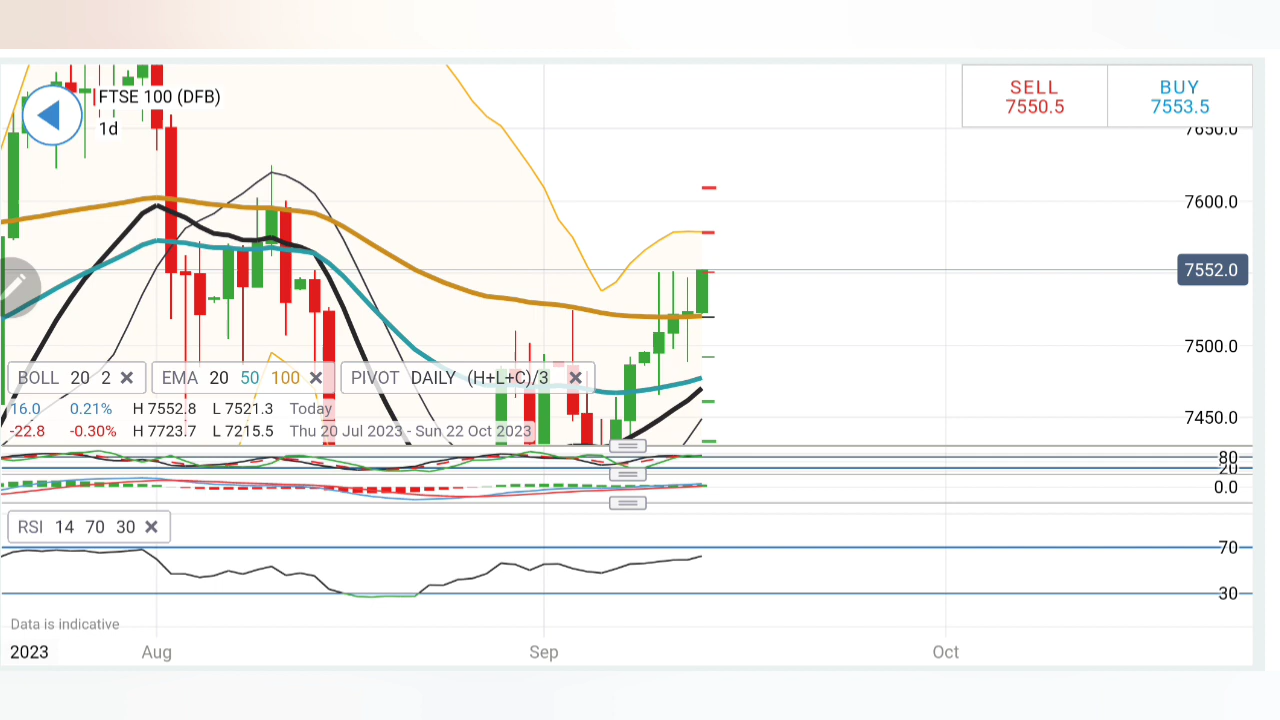 FTSE 100 (DFB)
1d
SELL
7550.5
BUY
7553.5
7650.0
7600.0
7552.0
7500.0
7450.0
BOLL 20 2 ×
EMA 20 50 100 ×
PIVOT DAILY (H+L+C)/3 ×
16.0 0.21% H 7552.8 L 7521.3 Today
-22.8 -0.30% H 7723.7 L 7215.5 Thu 20 Jul 2023 - Sun 22 Oct 2023
80
20
0.0
RSI 14 70 30 ×
70
30
Data is indicative
2023 Aug Sep Oct